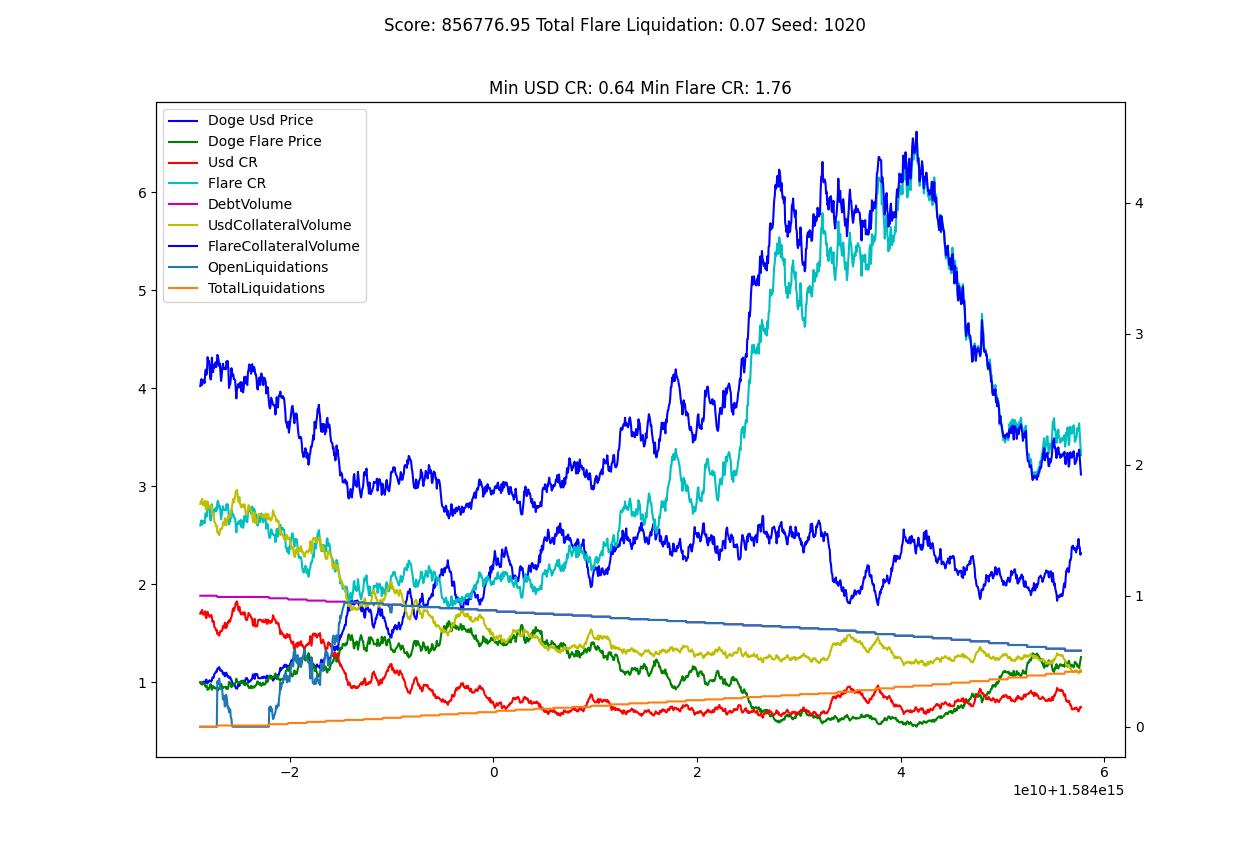 Score: 856776.95 Total Flare Liquidation: 0.07 Seed: 1020
Min USD CR: 0.64 Min Flare CR: 1.76
Doge Usd Price
Doge Flare Price
Usd CR
Flare CR
DebtVolume
UsdCollateralVolume
FlareCollateralVolume
OpenLiquidations
TotalLiquidations
6
5
4
3
2
1
4
3
2
1
0
−2
0
2
4
6
1e10+1.584e15